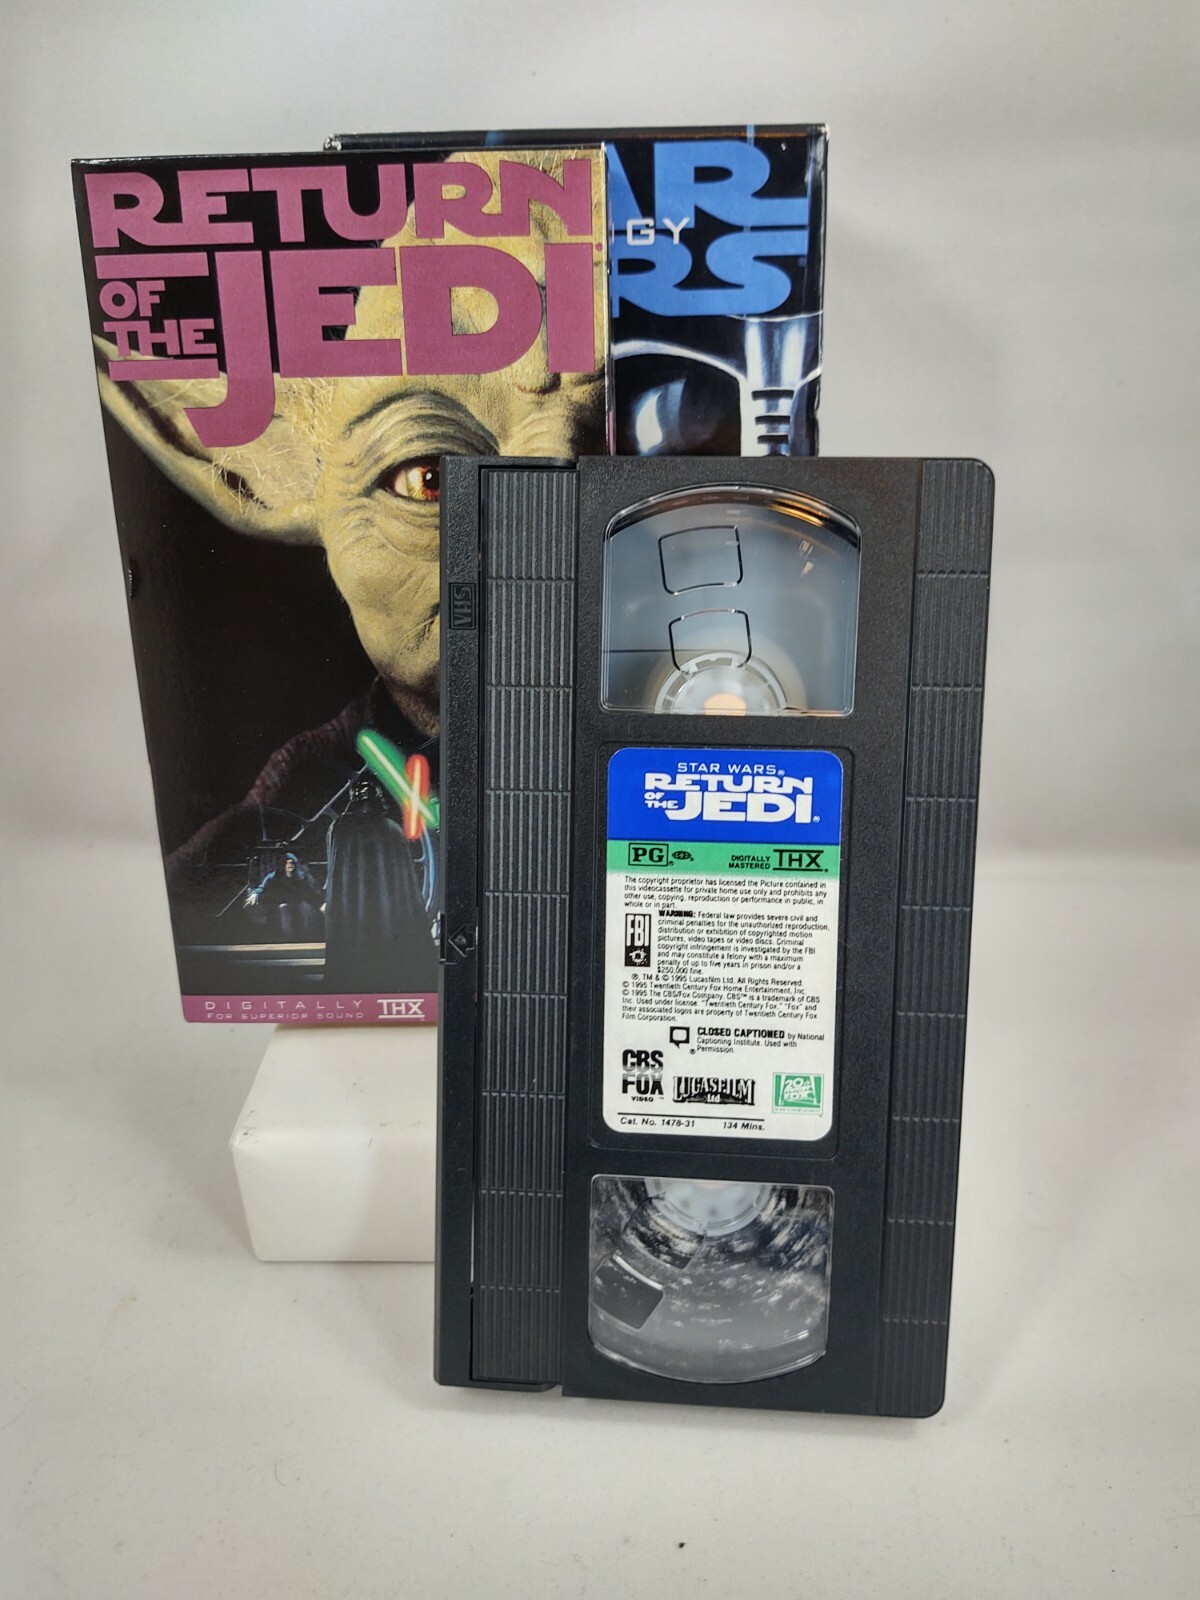 RETURN
OF
THE
JEDI
DIGITALLY
FOR SUPERIOR SOUND
THX
AR
GY
RS
VHS
STAR WARS®
RETURN
OF
THE
JEDI®
PG®
DIGITALLY
MASTERED
THX®
The copyright proprietor has licensed the Picture contained in
this videocassette for private home use only and prohibits any
other use, copying, reproduction or performance in public, in
whole or in part.
FBI
WARNING: Federal law provides severe civil and
criminal penalties for the unauthorized reproduction,
distribution or exhibition of copyrighted motion
pictures, video tapes or video discs. Criminal
copyright infringement is investigated by the FBI
and may constitute a felony with a maximum
penalty of up to five years in prison and/or a
$250,000 fine.
®, TM & © 1995 Lucasfilm Ltd. All Rights Reserved.
© 1995 Twentieth Century Fox Home Entertainment, Inc.
© 1995 The CBS/Fox Company. CBS™ is a trademark of CBS
Inc. Used under license. "Twentieth Century Fox," "Fox" and
their associated logos are property of Twentieth Century Fox
Film Corporation.
CLOSED CAPTIONED by National
Captioning Institute. Used with
Permission.
CBS
FOX
VIDEO™
LUCASFILM
Ltd
20th
CENTURY
FOX
Cat. No. 1478-31 134 Mins.